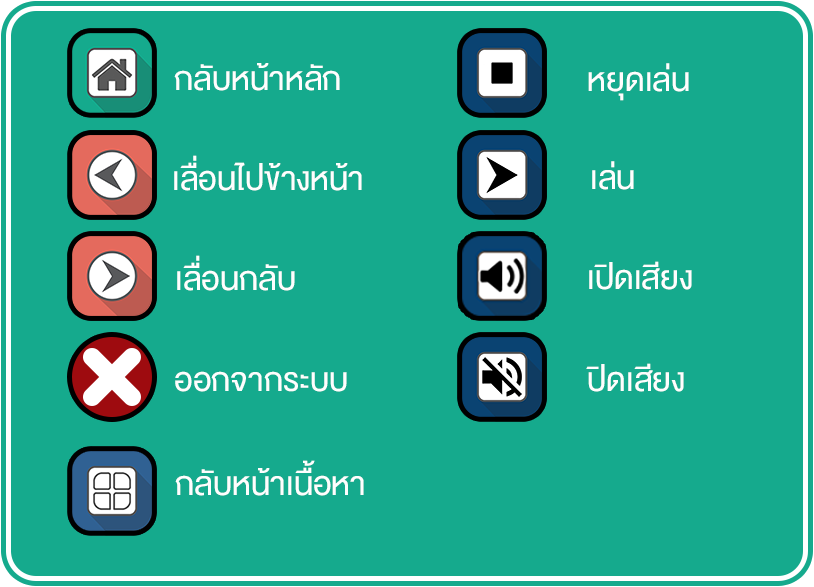 กลับหน้าหลัก
เลื่อนไปข้างหน้า
เลื่อนกลับ
ออกจากระบบ
กลับหน้าเนื้อหา
หยุดเล่น
เล่น
เปิดเสียง
ปิดเสียง